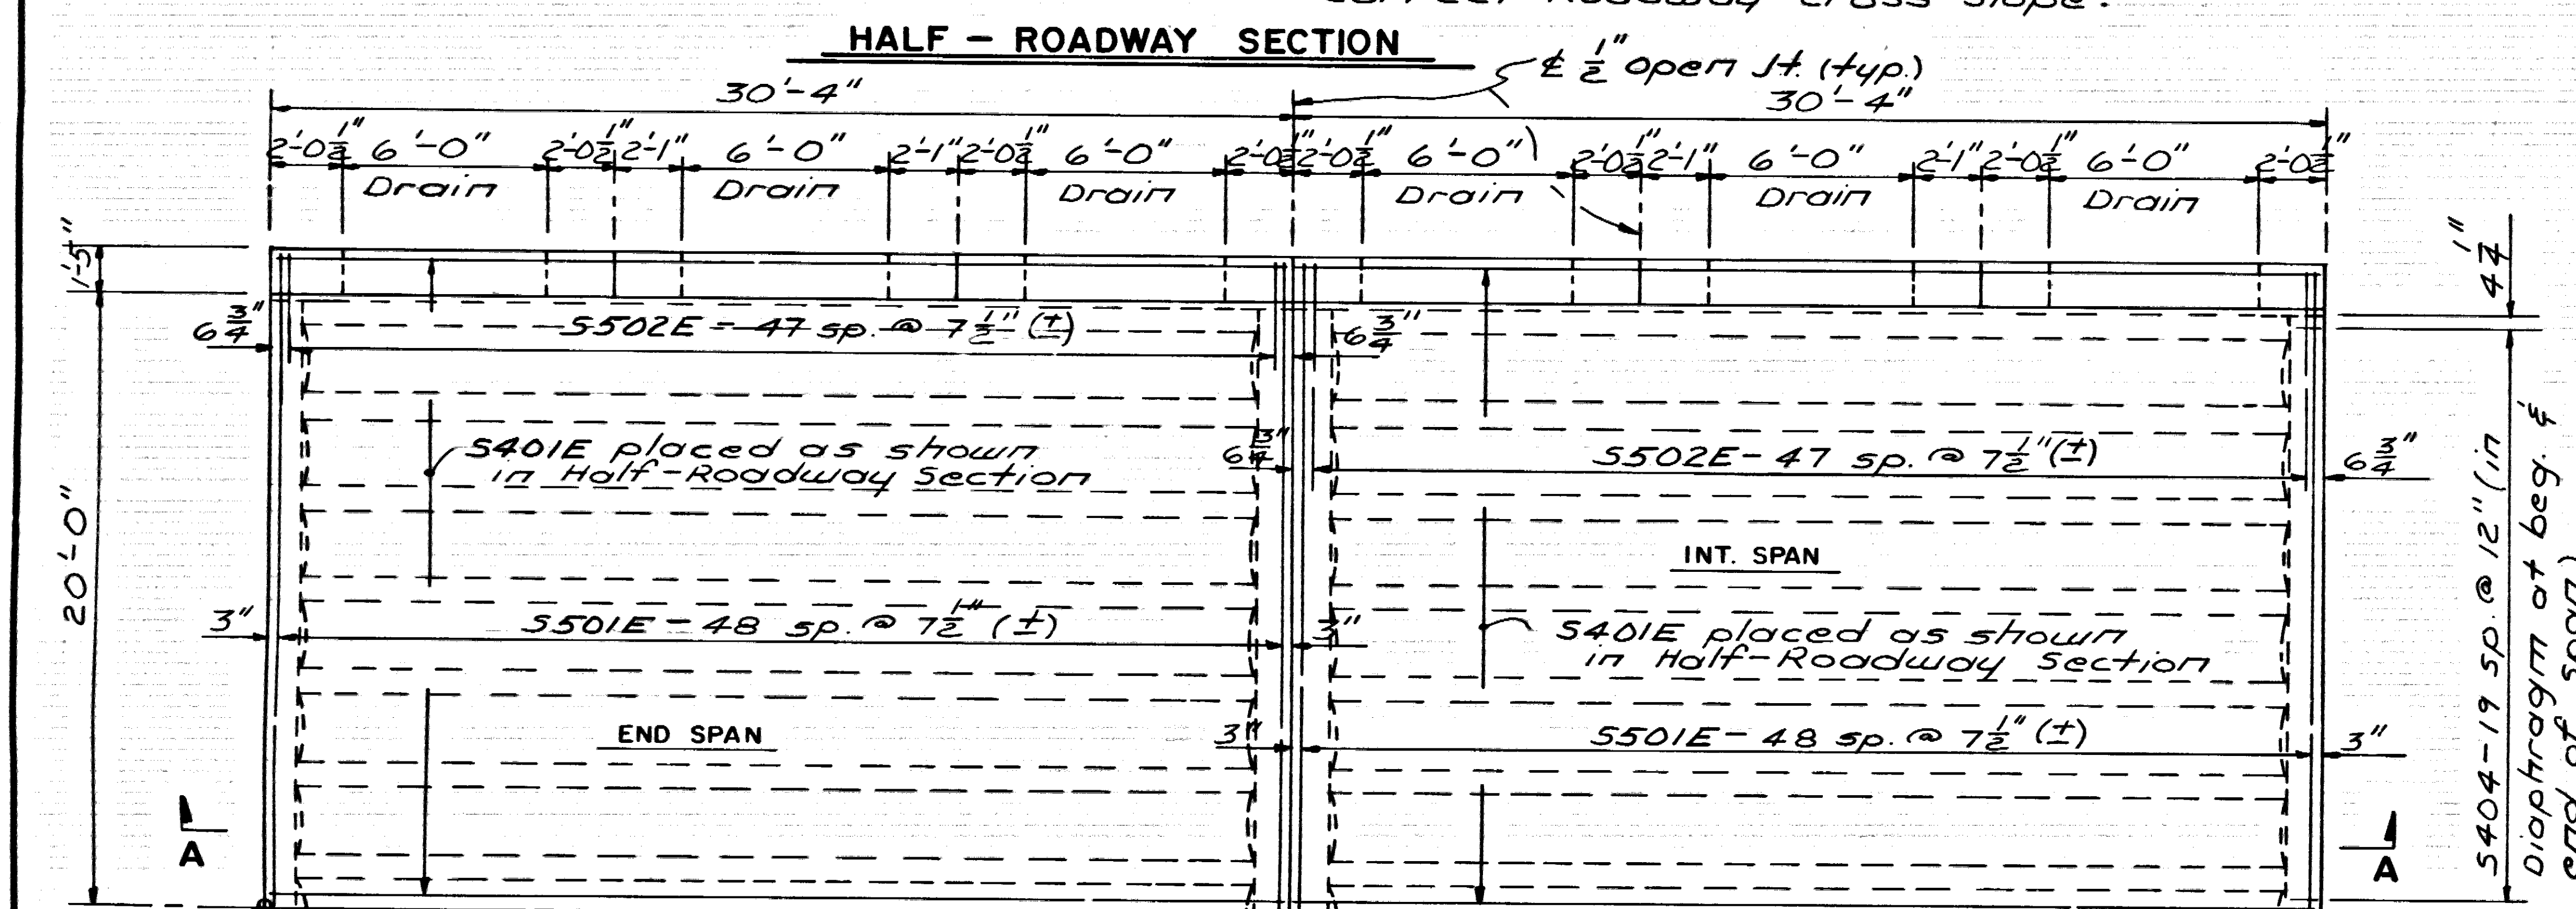 HALF - ROADWAY SECTION
℄ 1/2" Open Jt. (typ.)
30'-4" 30'-4"
2'-0 1/2" 6'-0" 2'-0 1/2" 2'-1" 6'-0" 2'-1" 2'-0 1/2" 6'-0" 2'-0 1/2" 2'-0 1/2" 6'-0" 2'-0 1/2" 2'-1" 6'-0" 2'-1" 2'-0 1/2" 6'-0" 2'-0 1/2"
Drain Drain Drain Drain Drain Drain
1'-5"
4 1/4"
6 3/4" S502E - 47 sp. @ 7 1/2" (±) 6 3/4"
S401E placed as shown
in Half-Roadway Section
6 3/4" S502E - 47 sp. @ 7 1/2" (±) 6 3/4"
20'-0"
INT. SPAN
3" S501E - 48 sp. @ 7 1/2" (±) 3"
S401E placed as shown
in Half-Roadway Section
END SPAN
3" S501E - 48 sp. @ 7 1/2" (±) 3"
A A
S404 - 19 sp. @ 12" (in
Diaphragm at beg. &
end of span)